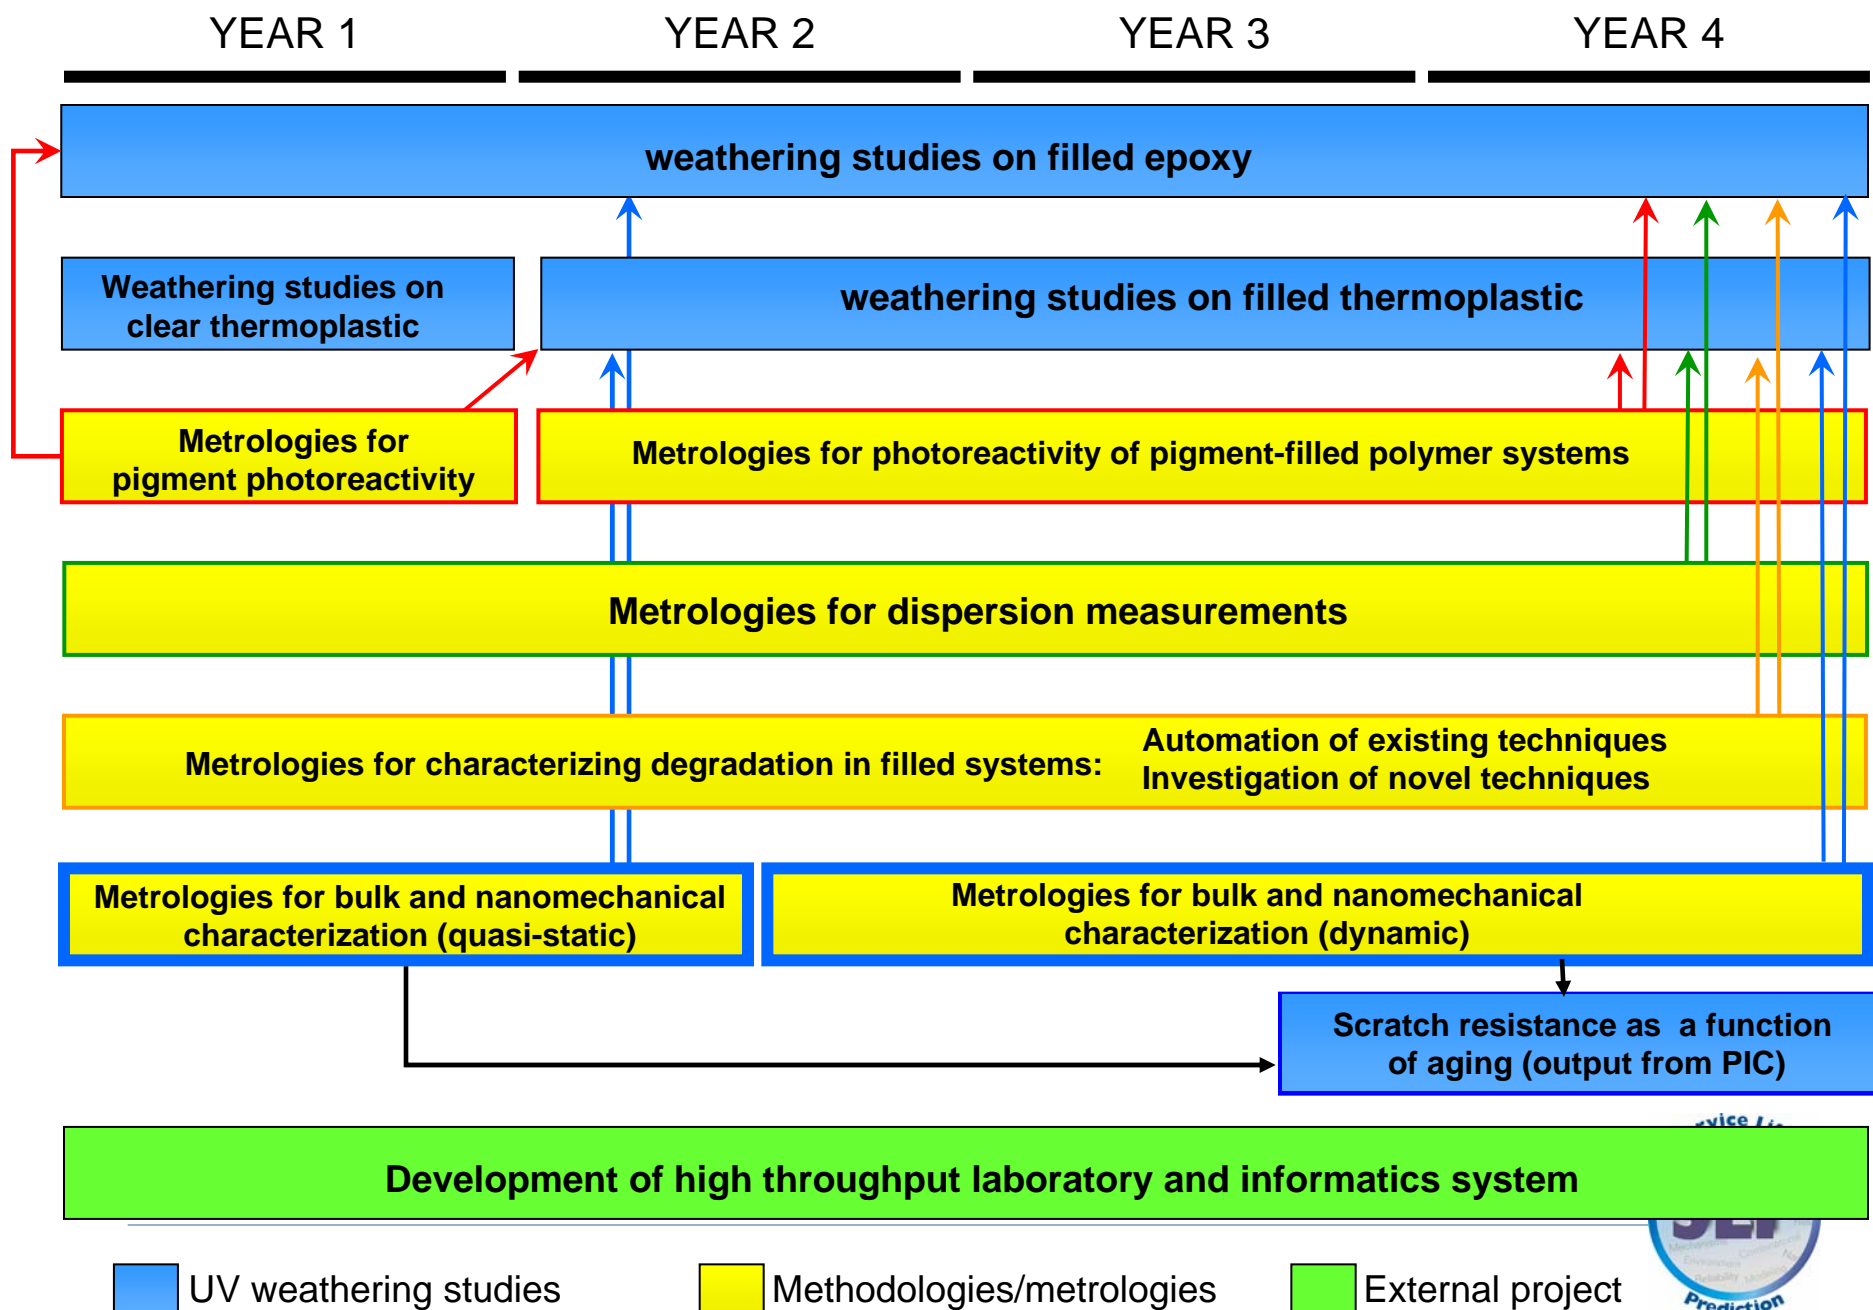 YEAR 1 YEAR 2 YEAR 3 YEAR 4
weathering studies on filled epoxy
Weathering studies on
clear thermoplastic
weathering studies on filled thermoplastic
Metrologies for
pigment photoreactivity
Metrologies for photoreactivity of pigment-filled polymer systems
Metrologies for dispersion measurements
Metrologies for characterizing degradation in filled systems:
Automation of existing techniques
Investigation of novel techniques
Metrologies for bulk and nanomechanical
characterization (quasi-static)
Metrologies for bulk and nanomechanical
characterization (dynamic)
Scratch resistance as a function
of aging (output from PIC)
Development of high throughput laboratory and informatics system
Prediction
UV weathering studies
Methodologies/metrologies
External project